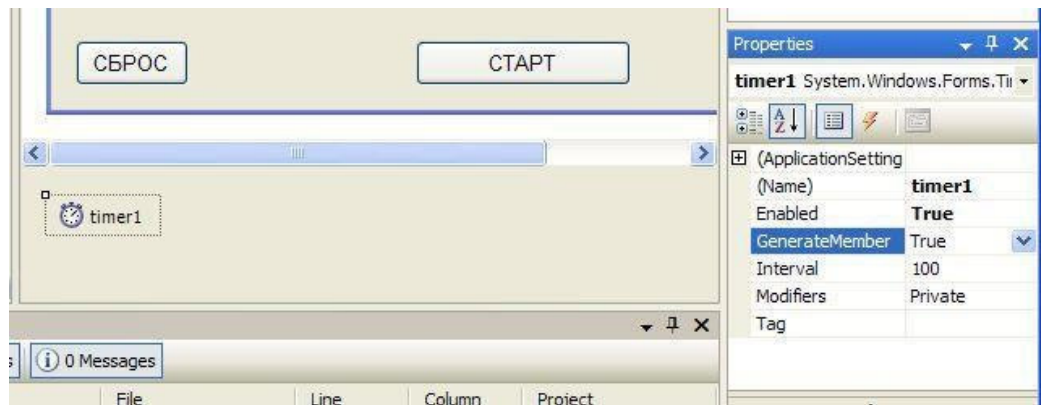 СБРОС
СТАРТ
timer1
0 Messages
File Line Column Project
Properties
timer1 System.Windows.Forms.Ti
(ApplicationSetting
(Name) timer1
Enabled True
GenerateMember True
Interval 100
Modifiers Private
Tag